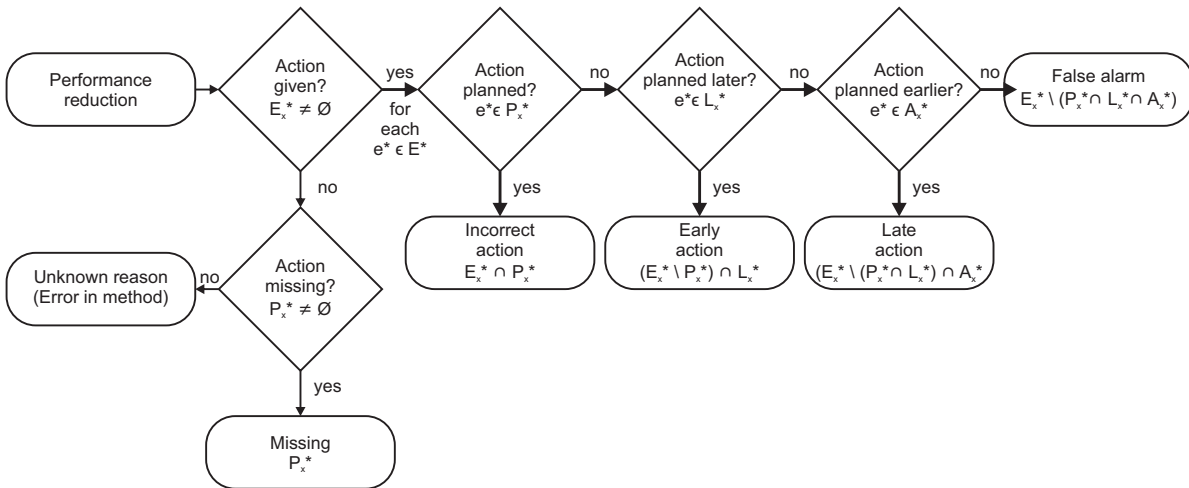 Performance
reduction
Action
given?
Eₓ* ≠ Ø
yes
for
each
e* ϵ E*
Action
planned?
e*ϵ Pₓ*
no
Action
planned later?
e*ϵ Lₓ*
no
Action
planned earlier?
e* ϵ Aₓ*
no
False alarm
Eₓ* \ (Pₓ*∩ Lₓ*∩ Aₓ*)
no
yes
yes
yes
Incorrect
action
Eₓ* ∩ Pₓ*
Early
action
(Eₓ* \ Pₓ*) ∩ Lₓ*
Late
action
(Eₓ* \ (Pₓ*∩ Lₓ*) ∩ Aₓ*
Unknown reason
(Error in method)
no
Action
missing?
Pₓ* ≠ Ø
yes
Missing
Pₓ*